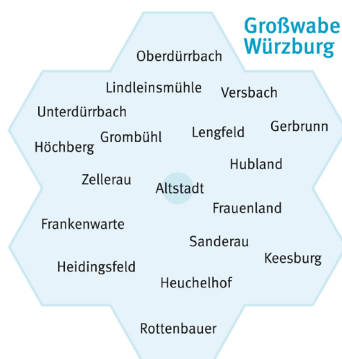 Großwabe
Würzburg
Oberdürrbach
Lindleinsmühle
Versbach
Unterdürrbach
Gerbrunn
Grombühl
Lengfeld
Höchberg
Hubland
Zellerau
Altstadt
Frauenland
Frankenwarte
Sanderau
Keesburg
Heidingsfeld
Heuchelhof
Rottenbauer